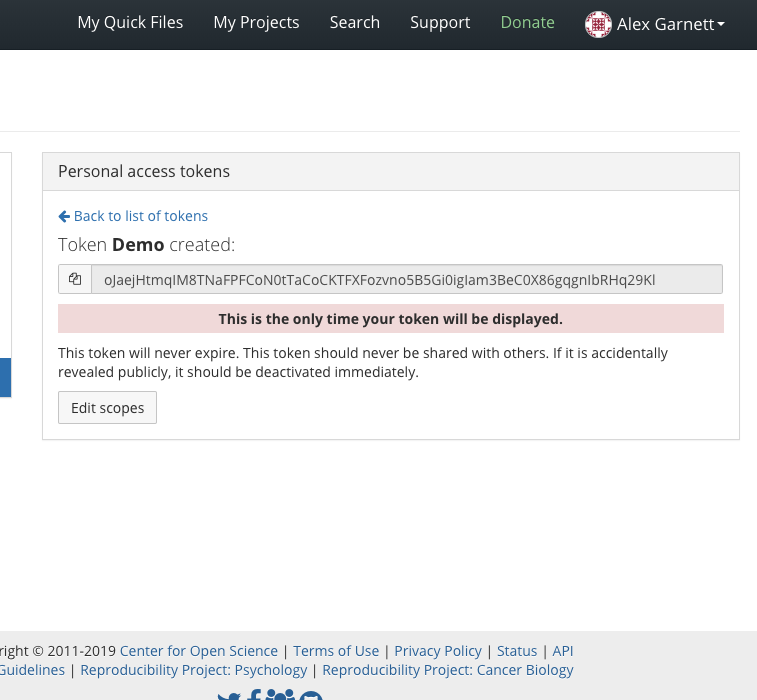 My Quick Files My Projects Search Support Donate Alex Garnett
Personal access tokens
Back to list of tokens
Token Demo created:
oJaejHtmqIM8TNaFPFCoN0tTaCoCKTFXFozvno5B5Gi0igIam3BeC0X86gqgnIbRHq29Kl
This is the only time your token will be displayed.
This token will never expire. This token should never be shared with others. If it is accidentally
revealed publicly, it should be deactivated immediately.
Edit scopes
right © 2011-2019 Center for Open Science | Terms of Use | Privacy Policy | Status | API
Guidelines | Reproducibility Project: Psychology | Reproducibility Project: Cancer Biology